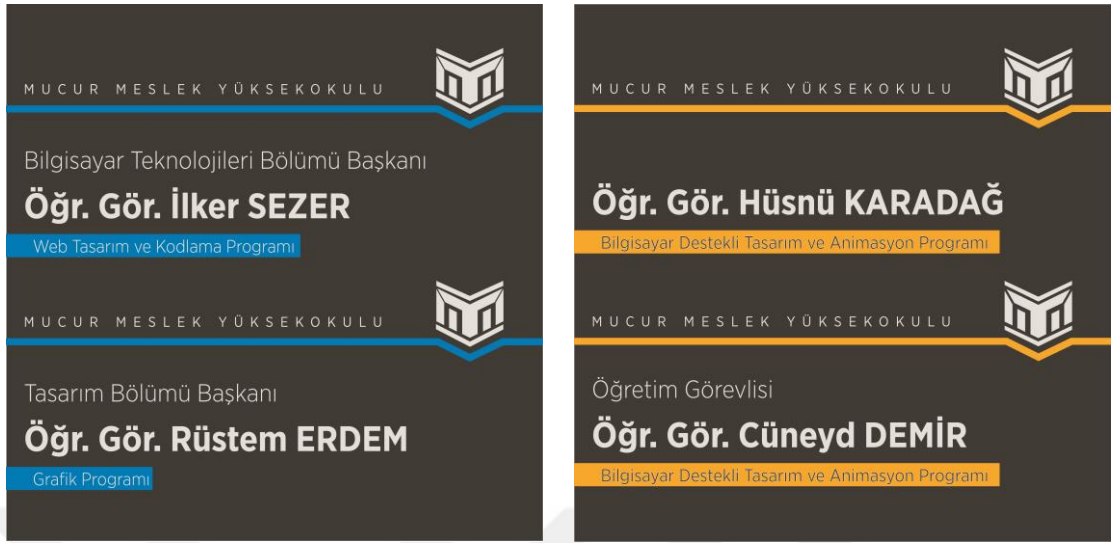 MUCUR MESLEK YÜKSEKOKULU
Bilgisayar Teknolojileri Bölümü Başkanı
Öğr. Gör. İlker SEZER
Web Tasarım ve Kodlama Programı
MUCUR MESLEK YÜKSEKOKULU
Tasarım Bölümü Başkanı
Öğr. Gör. Rüstem ERDEM
Grafik Programı
MUCUR MESLEK YÜKSEKOKULU
Öğr. Gör. Hüsnü KARADAĞ
Bilgisayar Destekli Tasarım ve Animasyon Programı
MUCUR MESLEK YÜKSEKOKULU
Öğretim Görevlisi
Öğr. Gör. Cüneyd DEMİR
Bilgisayar Destekli Tasarım ve Animasyon Programı